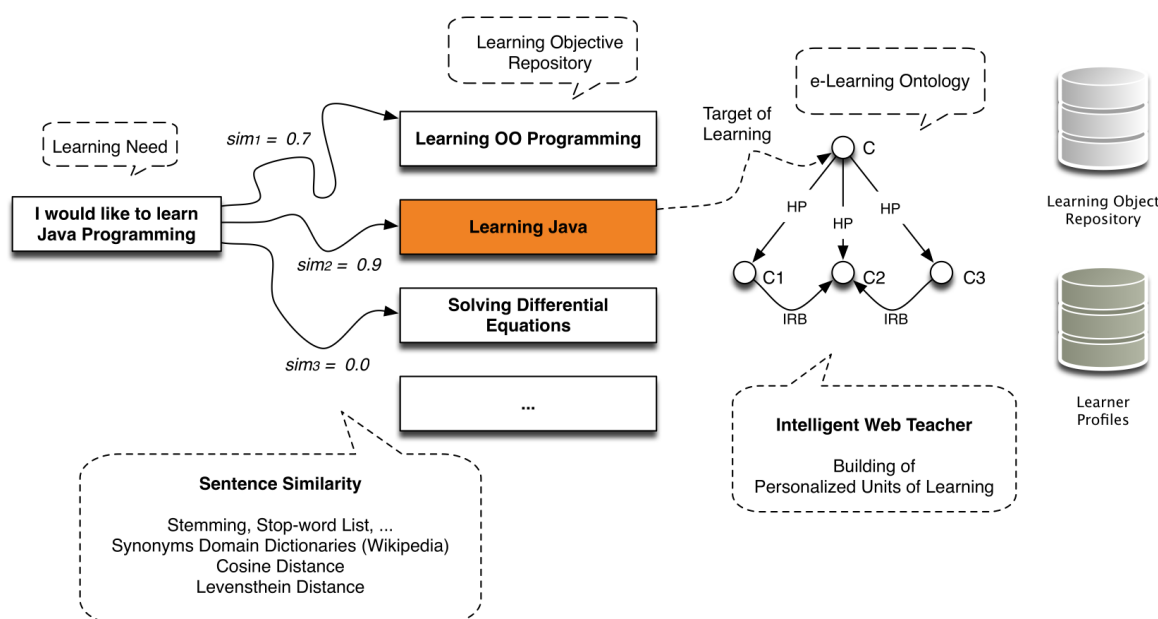 Learning Need
I would like to learn
Java Programming
sim1 = 0.7
sim2 = 0.9
sim3 = 0.0
Learning Objective
Repository
Learning OO Programming
Learning Java
Solving Differential
Equations
...
Sentence Similarity
Stemming, Stop-word List, ...
Synonyms Domain Dictionaries (Wikipedia)
Cosine Distance
Levensthein Distance
Target of
Learning
e-Learning Ontology
C
HP
HP
HP
C1
C2
C3
IRB
IRB
Intelligent Web Teacher
Building of
Personalized Units of Learning
Learning Object
Repository
Learner
Profiles